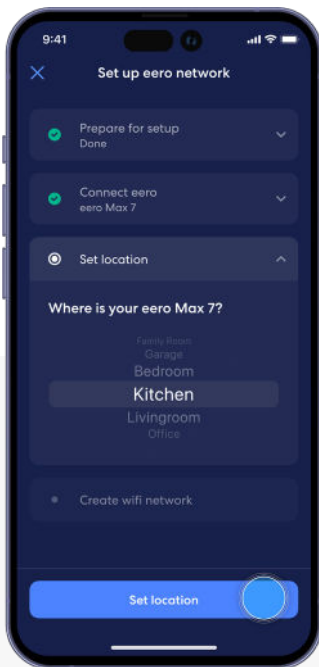 9:41
Set up eero network
Prepare for setup
Done
Connect eero
eero Max 7
Set location
Where is your eero Max 7?
Family Room
Garage
Bedroom
Kitchen
Livingroom
Office
Create wifi network
Set location